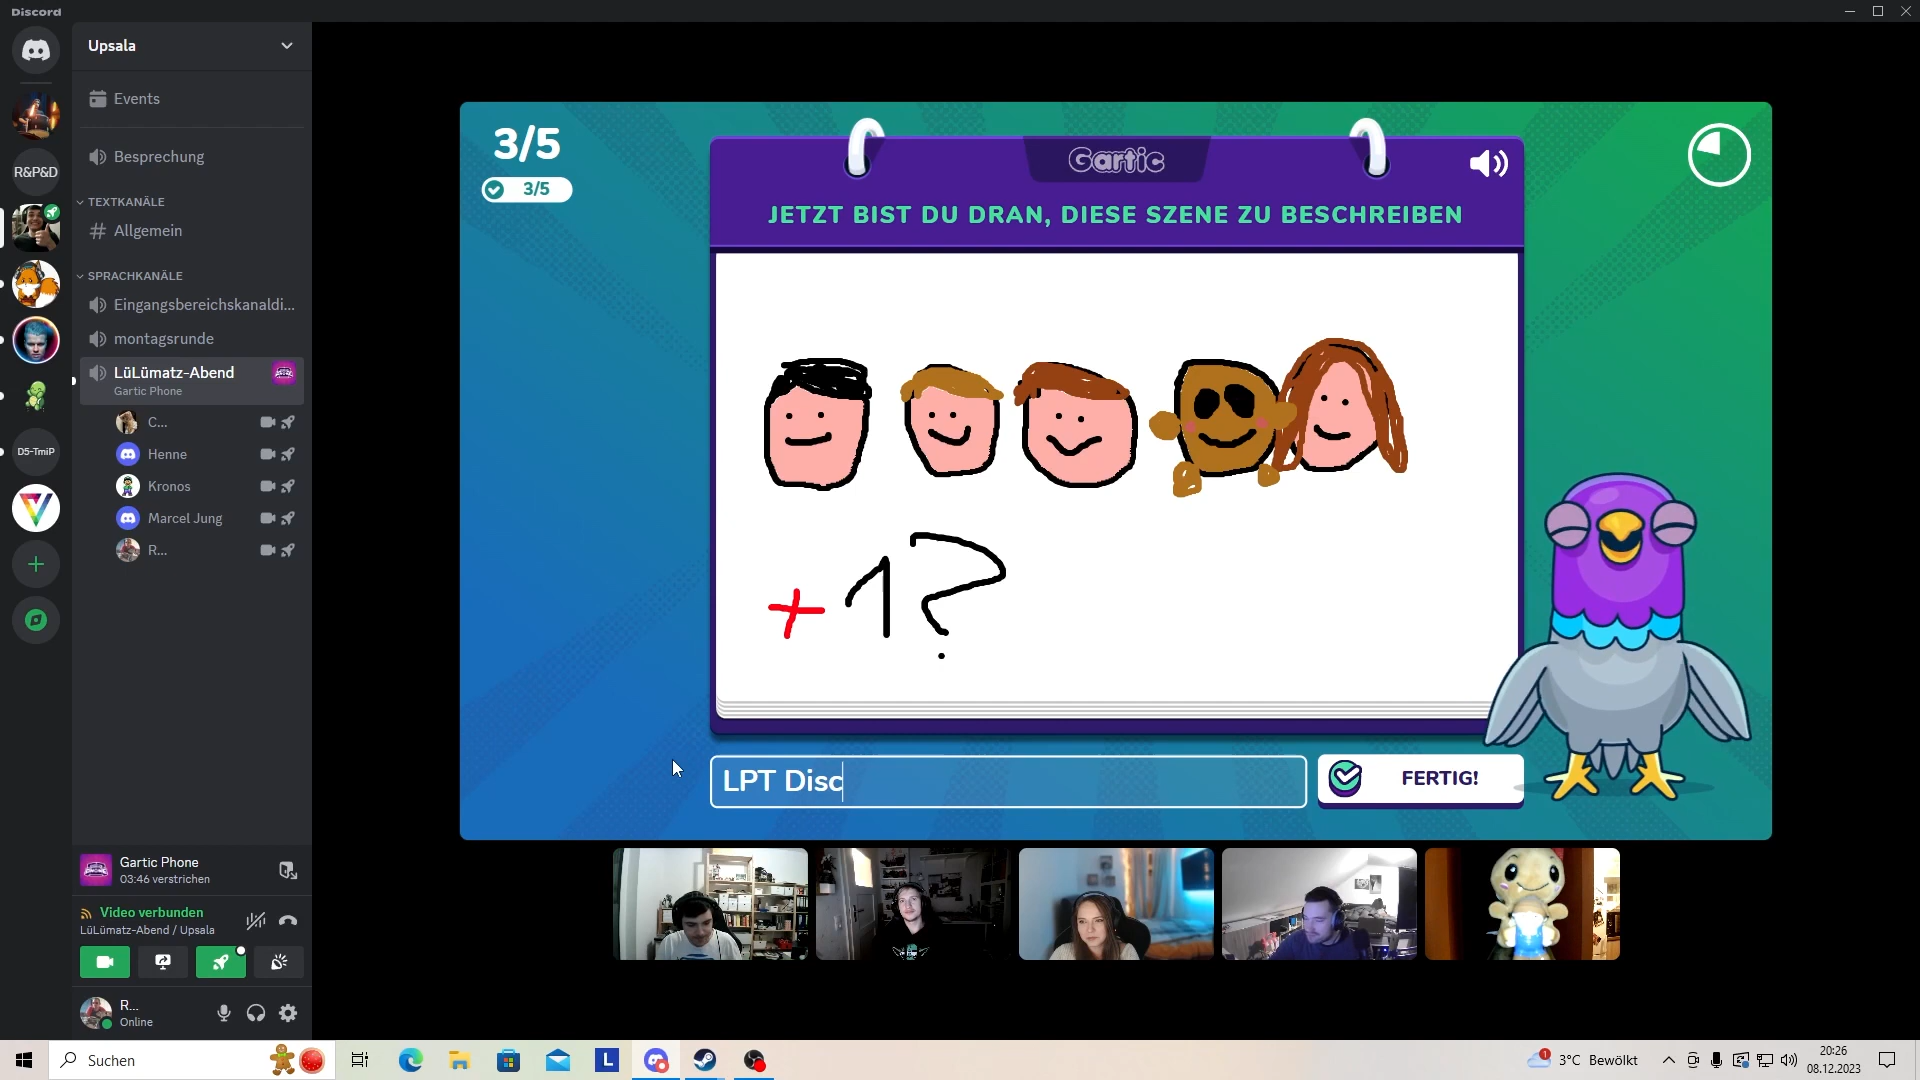 Discord
Upsala
Events
Besprechung
R&P&D
TEXTKANÄLE
Allgemein
SPRACHKANÄLE
Eingangsbereichskanaldi...
montagsrunde
LüLümatz-Abend
Gartic Phone
C...
D5-TmiP
Henne
Kronos
Marcel Jung
R...
Gartic Phone
03:46 verstrichen
Video verbunden
LüLümatz-Abend / Upsala
R...
Online
3/5
3/5
Gartic
JETZT BIST DU DRAN, DIESE SZENE ZU BESCHREIBEN
+1?
LPT Disc
FERTIG!
Suchen
L
1
3°C Bewölkt
20:26
08.12.2023